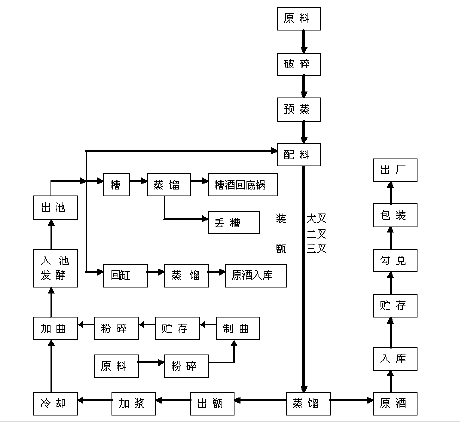 原料
破碎
预蒸
配料
出厂
槽
蒸馏
槽酒回底锅
出池
丢糟
装
大叉
包装
二叉
入池
发酵
回缸
蒸馏
原酒入库
额
三叉
勾兑
加曲
粉碎
贮存
制曲
贮存
原料
粉碎
入库
冷却
加浆
出甑
蒸馏
原酒